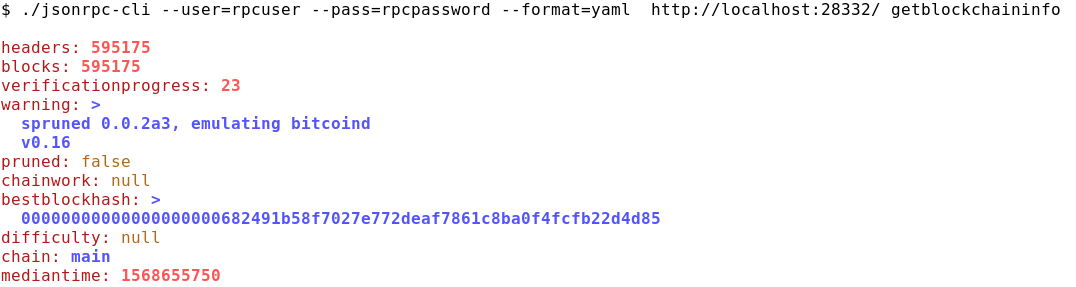 $ ./jsonrpc-cli --user=rpcuser --pass=rpcpassword --format=yaml  http://localhost:28332/ getblockchaininfo
headers: 595175
blocks: 595175
verificationprogress: 23
warning: >
  spruned 0.0.2a3, emulating bitcoind
  v0.16
pruned: false
chainwork: null
bestblockhash: >
  00000000000000000000682491b58f7027e772deaf7861c8ba0f4fcfb22d4d85
difficulty: null
chain: main
mediantime: 1568655750